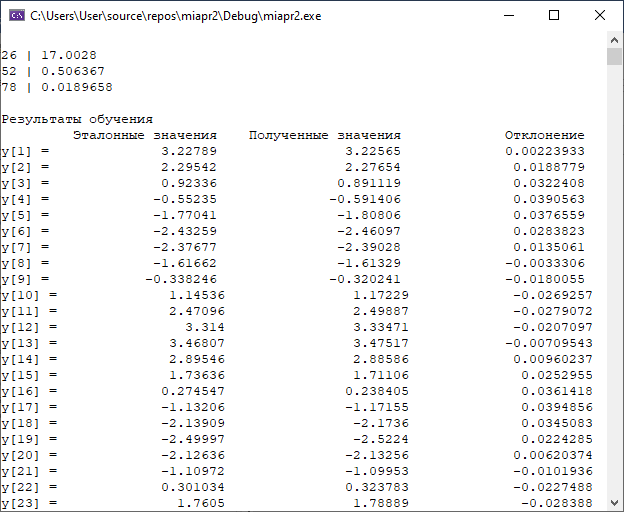 C:\Users\User\source\repos\miapr2\Debug\miapr2.exe
26 | 17.0028
52 | 0.506367
78 | 0.0189658
Результаты обучения
Эталонные значения Полученные значения Отклонение
y[1] = 3.22789 3.22565 0.00223933
y[2] = 2.29542 2.27654 0.0188779
y[3] = 0.92336 0.891119 0.0322408
y[4] = -0.55235 -0.591406 0.0390563
y[5] = -1.77041 -1.80806 0.0376559
y[6] = -2.43259 -2.46097 0.0283823
y[7] = -2.37677 -2.39028 0.0135061
y[8] = -1.61662 -1.61329 -0.0033306
y[9] = -0.338246 -0.320241 -0.0180055
y[10] = 1.14536 1.17229 -0.0269257
y[11] = 2.47096 2.49887 -0.0279072
y[12] = 3.314 3.33471 -0.0207097
y[13] = 3.46807 3.47517 -0.00709543
y[14] = 2.89546 2.88586 0.00960237
y[15] = 1.73636 1.71106 0.0252955
y[16] = 0.274547 0.238405 0.0361418
y[17] = -1.13206 -1.17155 0.0394856
y[18] = -2.13909 -2.1736 0.0345083
y[19] = -2.49997 -2.5224 0.0224285
y[20] = -2.12636 -2.13256 0.00620374
y[21] = -1.10972 -1.09953 -0.0101936
y[22] = 0.301034 0.323783 -0.0227488
y[23] = 1.7605 1.78889 -0.028388